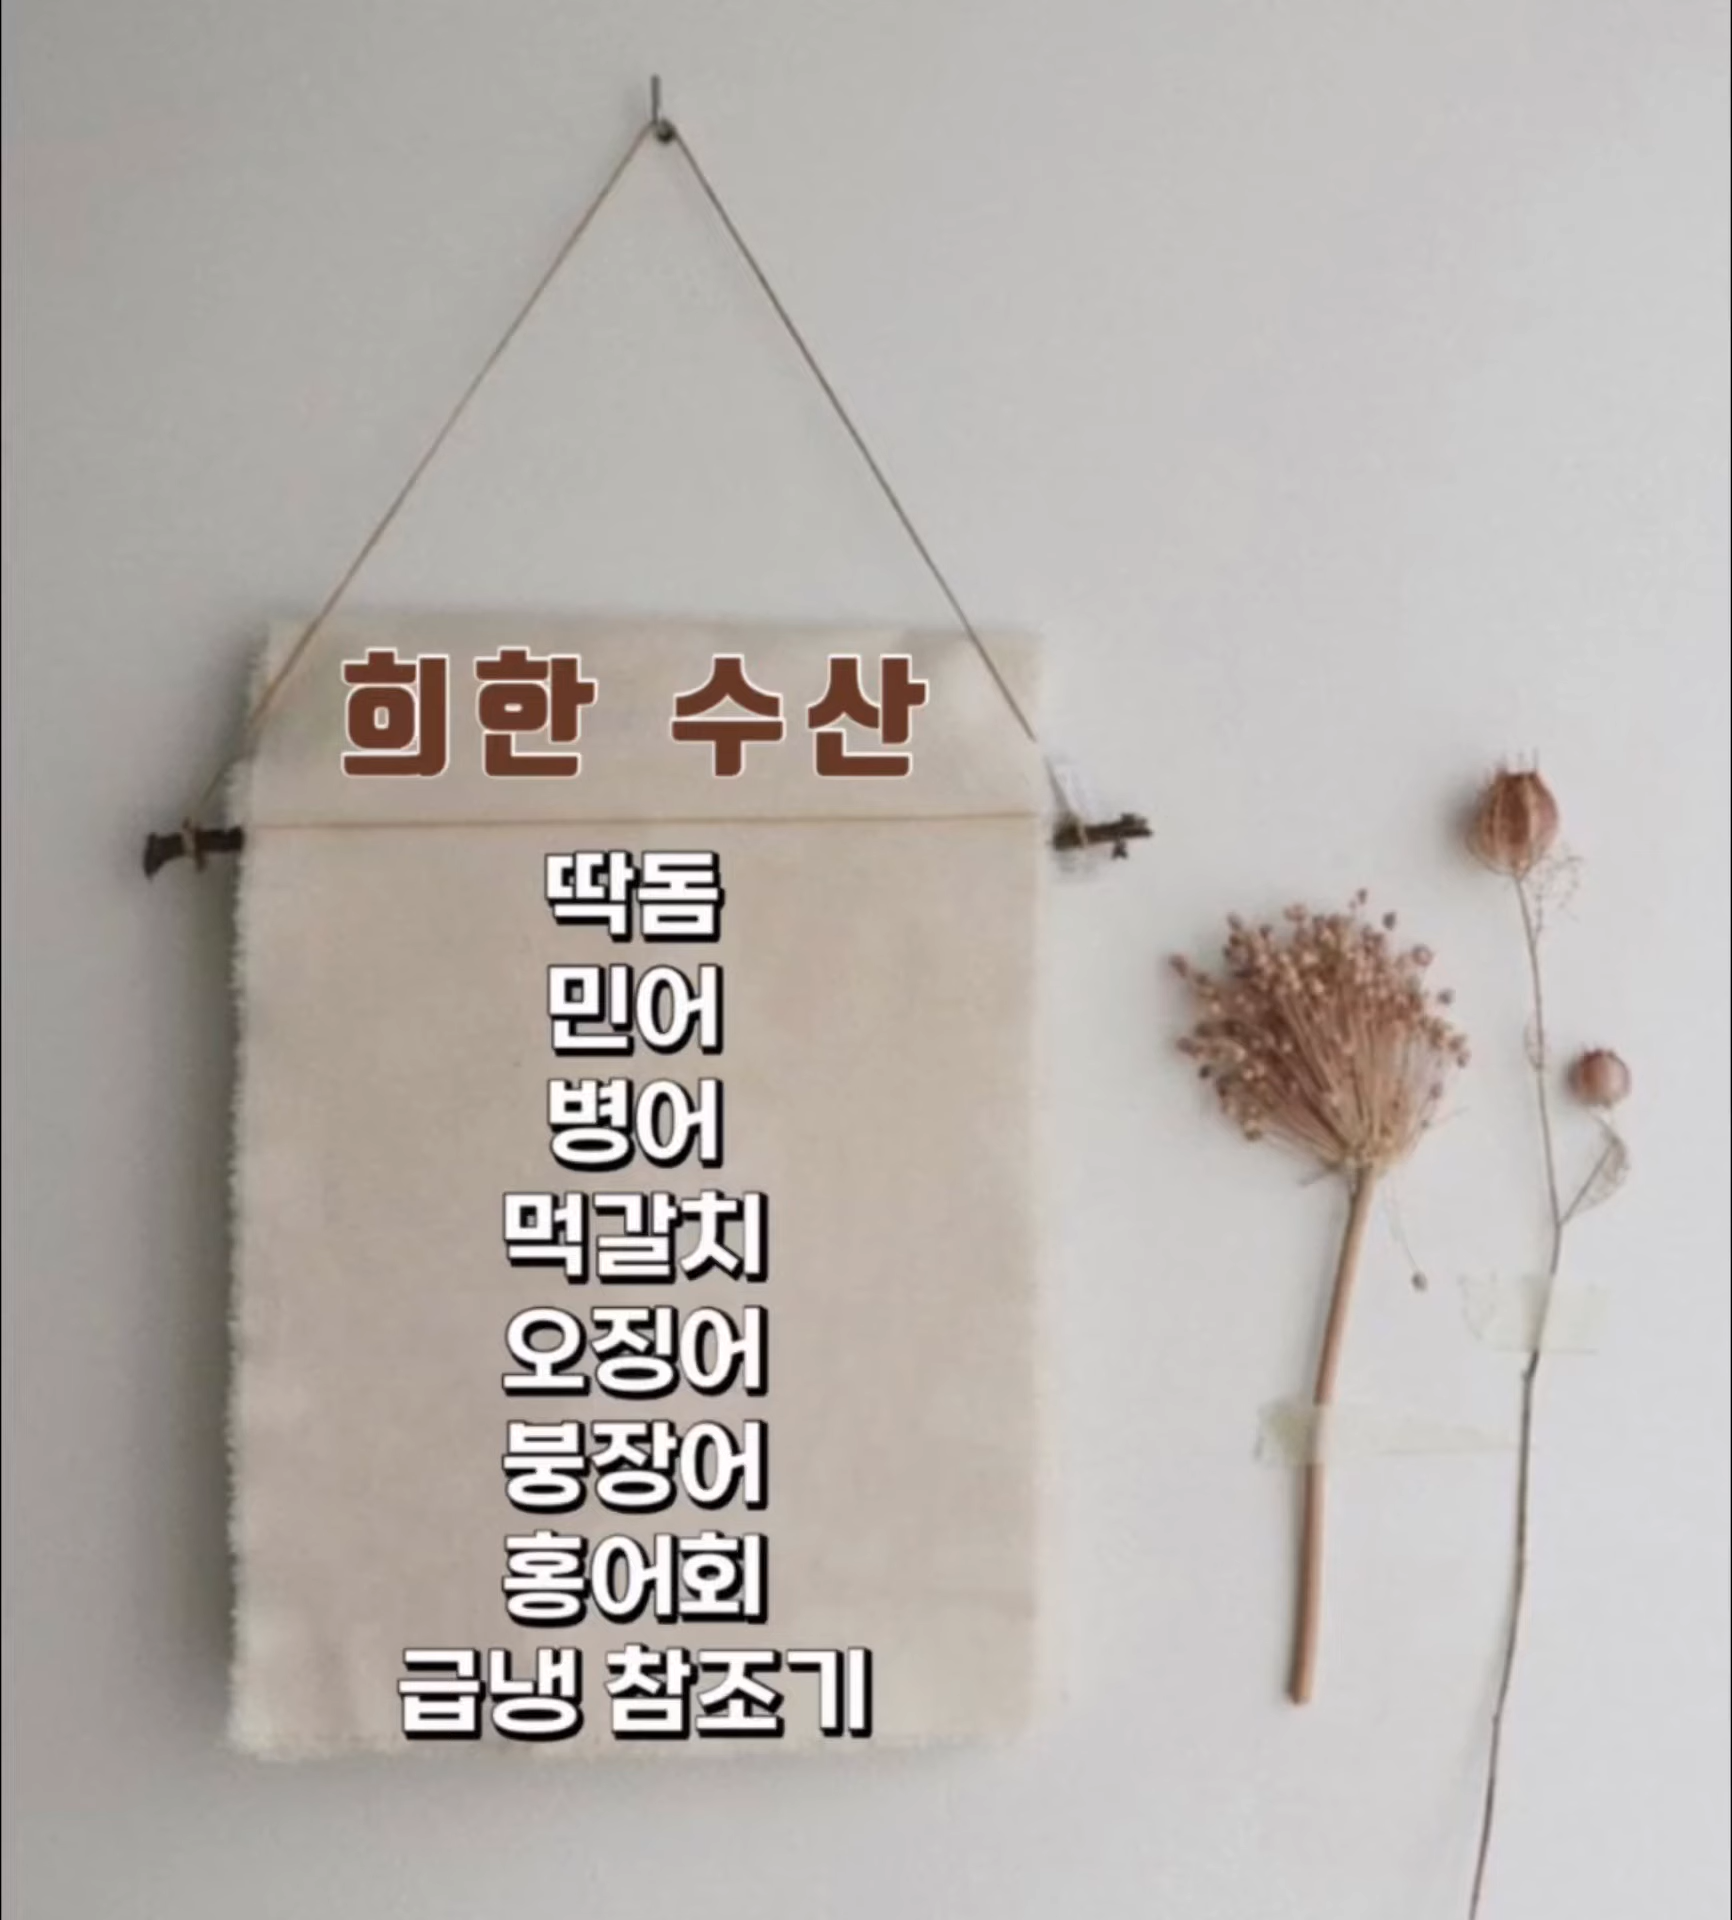 희한 수산
딱돔
민어
병어
먹갈치
오징어
붕장어
홍어회
급냉 참조기